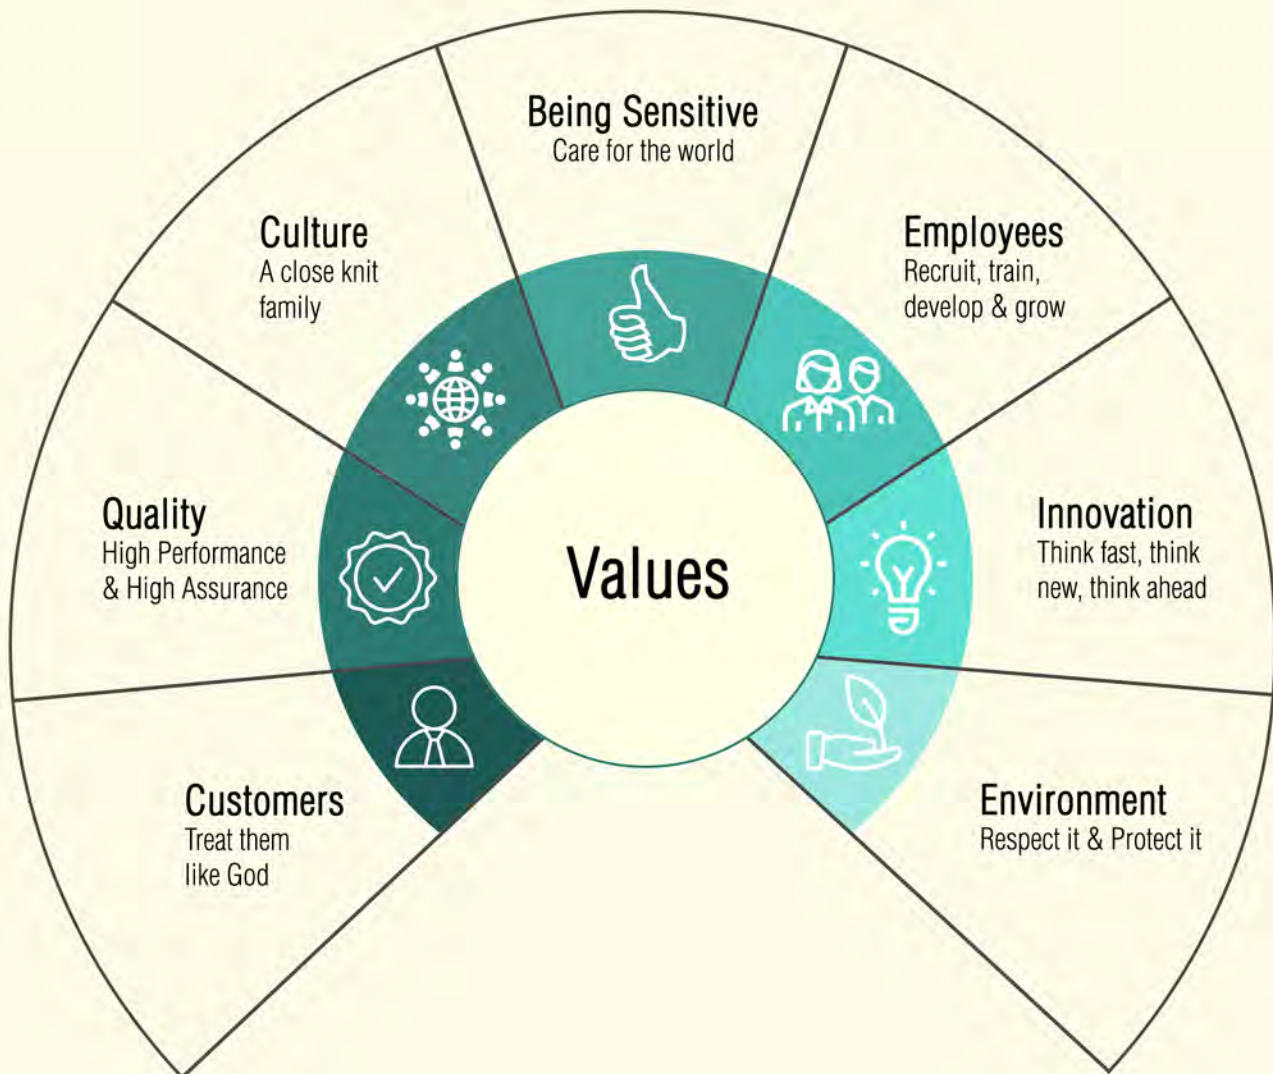 Being Sensitive
Care for the world
Culture
A close knit
family
Employees
Recruit, train,
develop & grow
Quality
High Performance
& High Assurance
Values
Innovation
Think fast, think
new, think ahead
Customers
Treat them
like God
Environment
Respect it & Protect it